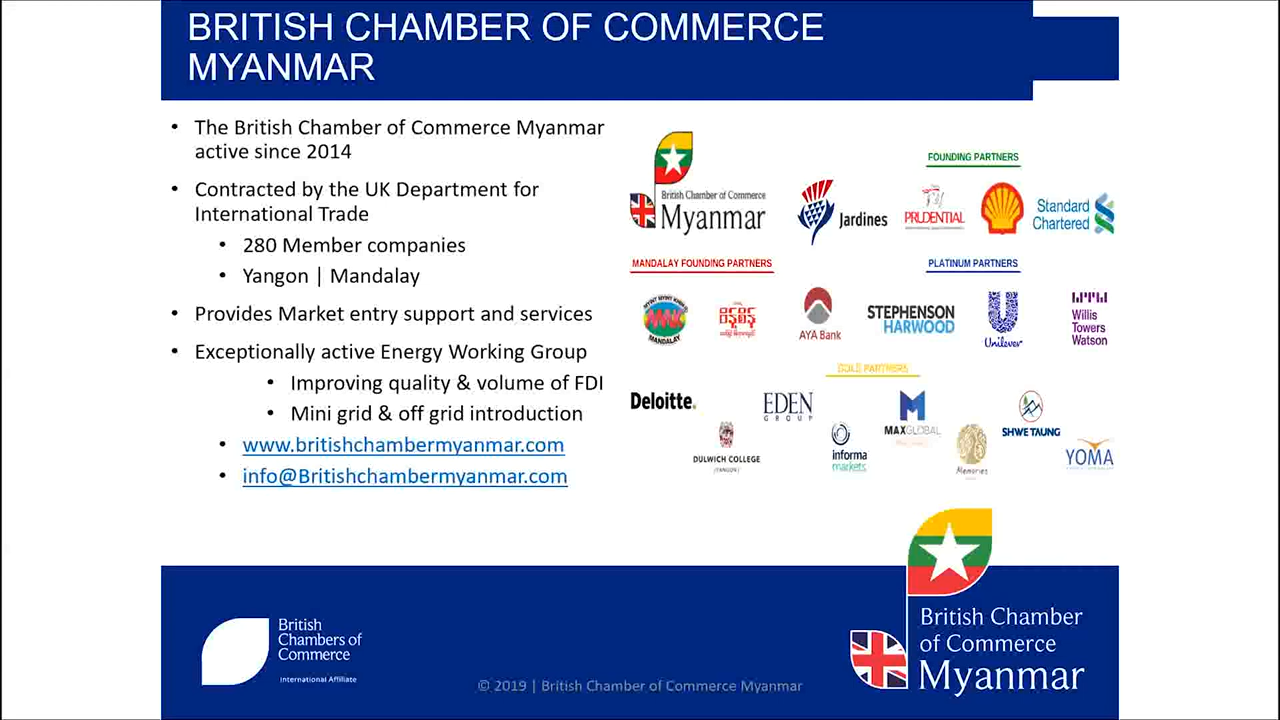 BRITISH CHAMBER OF COMMERCE
MYANMAR
• The British Chamber of Commerce Myanmar
active since 2014
• Contracted by the UK Department for
International Trade
• 280 Member companies
• Yangon | Mandalay
• Provides Market entry support and services
• Exceptionally active Energy Working Group
• Improving quality & volume of FDI
• Mini grid & off grid introduction
• www.britishchambermyanmar.com
• info@Britishchambermyanmar.com
British Chamber of Commerce
Myanmar
FOUNDING PARTNERS
Jardines
PRUDENTIAL
Standard
Chartered
MANDALAY FOUNDING PARTNERS
PLATINUM PARTNERS
MANDALAY
AYA Bank
STEPHENSON
HARWOOD
Unilever
Willis
Towers
Watson
GOLD PARTNERS
Deloitte.
EDEN
GROUP
MAXGLOBAL
SHWE TAUNG
DULWICH COLLEGE
(YANGON)
informa
markets
Memories
YOMA
British
Chambers of
Commerce
International Affiliate
© 2019 | British Chamber of Commerce Myanmar
British Chamber
of Commerce
Myanmar